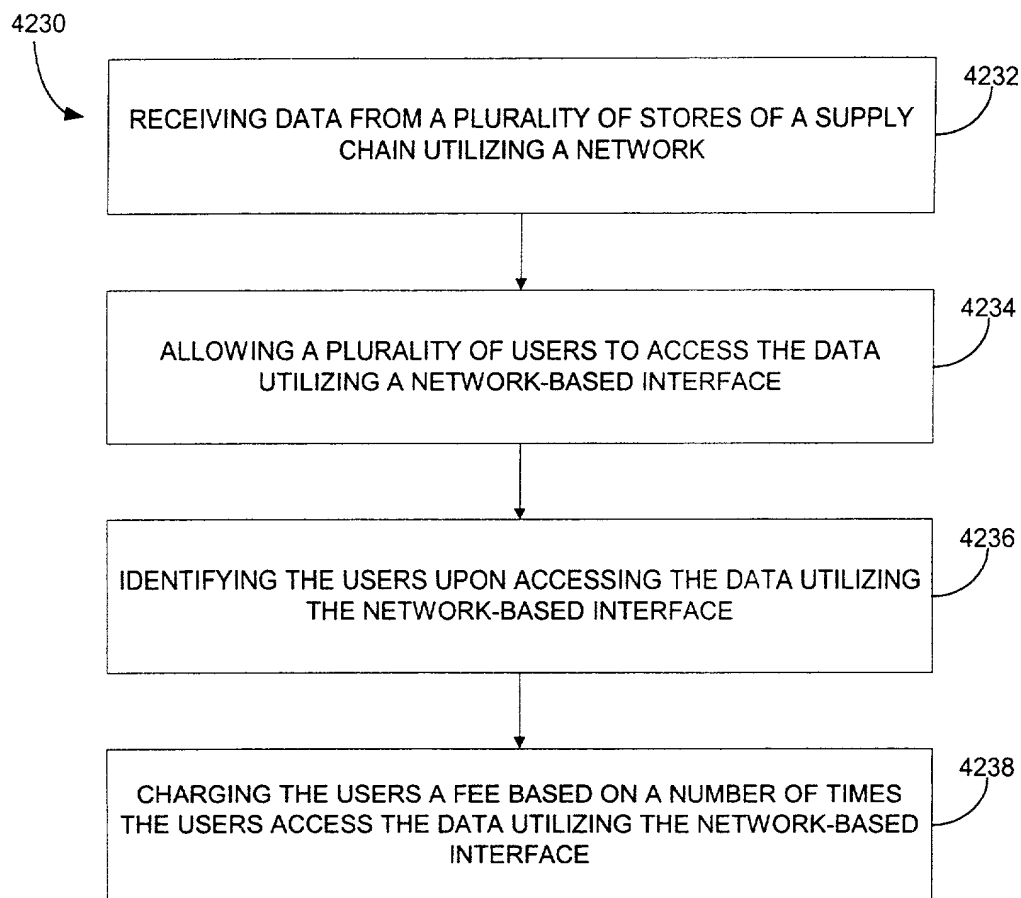 4230
4232
RECEIVING DATA FROM A PLURALITY OF STORES OF A SUPPLY
CHAIN UTILIZING A NETWORK
4234
ALLOWING A PLURALITY OF USERS TO ACCESS THE DATA
UTILIZING A NETWORK-BASED INTERFACE
4236
IDENTIFYING THE USERS UPON ACCESSING THE DATA UTILIZING
THE NETWORK-BASED INTERFACE
4238
CHARGING THE USERS A FEE BASED ON A NUMBER OF TIMES
THE USERS ACCESS THE DATA UTILIZING THE NETWORK-BASED
INTERFACE